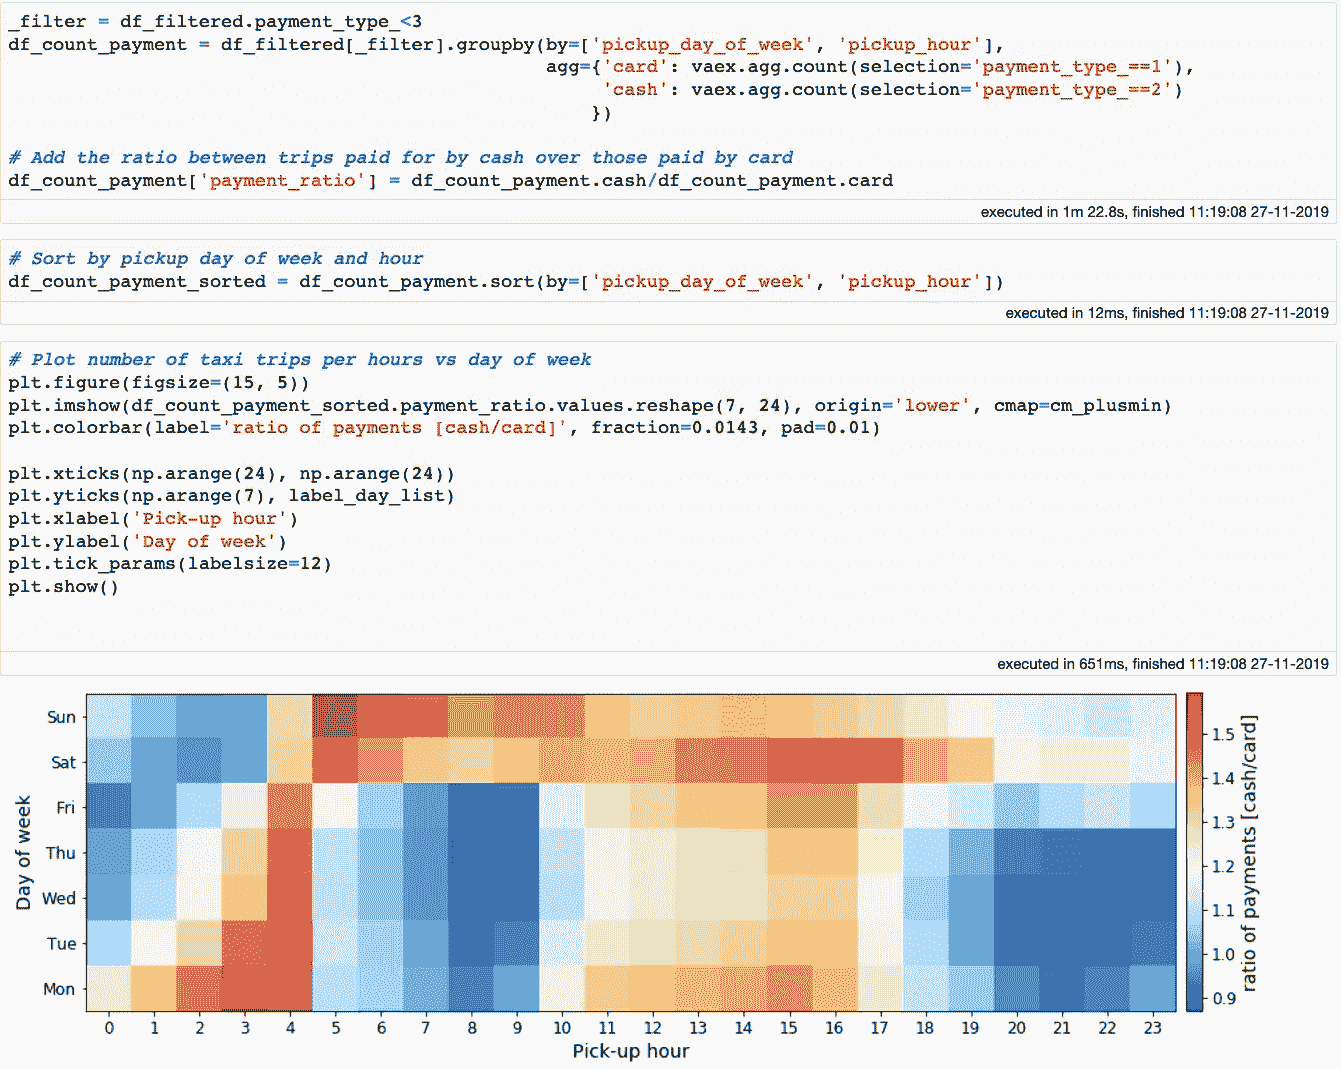 _filter = df_filtered.payment_type_<3
df_count_payment = df_filtered[_filter].groupby(by=['pickup_day_of_week', 'pickup_hour'],
agg={'card': vaex.agg.count(selection='payment_type_==1'),
'cash': vaex.agg.count(selection='payment_type_==2')
})
# Add the ratio between trips paid for by cash over those paid by card
df_count_payment['payment_ratio'] = df_count_payment.cash/df_count_payment.card
executed in 1m 22.8s, finished 11:19:08 27-11-2019
# Sort by pickup day of week and hour
df_count_payment_sorted = df_count_payment.sort(by=['pickup_day_of_week', 'pickup_hour'])
executed in 12ms, finished 11:19:08 27-11-2019
# Plot number of taxi trips per hours vs day of week
plt.figure(figsize=(15, 5))
plt.imshow(df_count_payment_sorted.payment_ratio.values.reshape(7, 24), origin='lower', cmap=cm_plusmin)
plt.colorbar(label='ratio of payments [cash/card]', fraction=0.0143, pad=0.01)
plt.xticks(np.arange(24), np.arange(24))
plt.yticks(np.arange(7), label_day_list)
plt.xlabel('Pick-up hour')
plt.ylabel('Day of week')
plt.tick_params(labelsize=12)
plt.show()
executed in 651ms, finished 11:19:08 27-11-2019
Day of week
Sun
Sat
Fri
Thu
Wed
Tue
Mon
0 1 2 3 4 5 6 7 8 9 10 11 12 13 14 15 16 17 18 19 20 21 22 23
Pick-up hour
1.5
1.4
1.3
1.2
1.1
1.0
0.9
ratio of payments [cash/card]